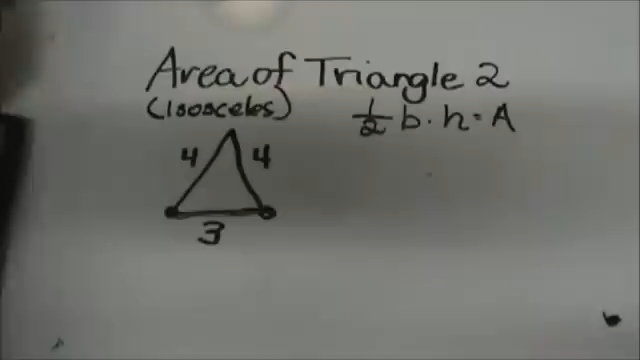 Area of Triangle 2
(Isosceles)
1/2 b · h = A
4 4
3